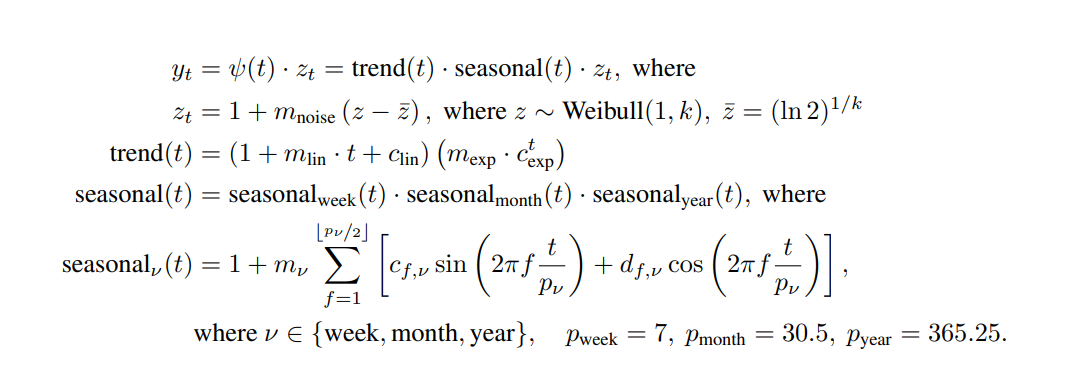 y_t = ψ(t) · z_t = trend(t) · seasonal(t) · z_t, where
z_t = 1 + m_noise (z − z̄), where z ∼ Weibull(1, k), z̄ = (ln 2)^{1/k}
trend(t) = (1 + m_lin · t + c_lin) (m_exp · c_exp^t)
seasonal(t) = seasonal_week(t) · seasonal_month(t) · seasonal_year(t), where
seasonal_ν(t) = 1 + m_ν ∑_{f=1}^{⌊p_ν/2⌋} [c_{f,ν} sin (2πf t/p_ν) + d_{f,ν} cos (2πf t/p_ν)],
where ν ∈ {week, month, year}, p_week = 7, p_month = 30.5, p_year = 365.25.